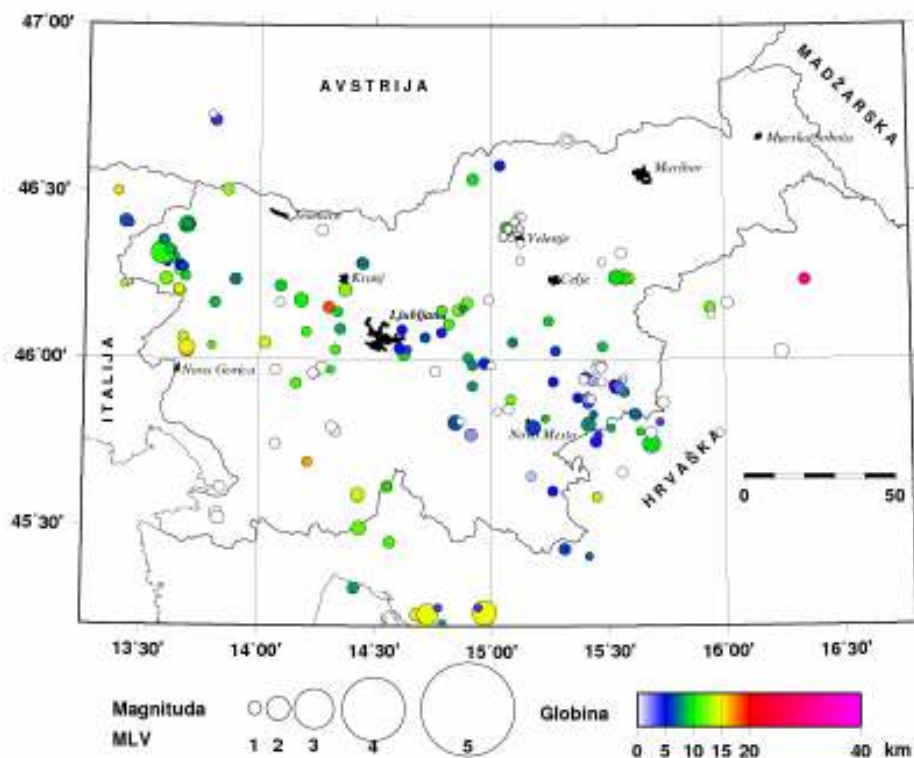 47°00'
AVSTRIJA
MADŽARSKA
Murska Sobota
Maribor
46°30'
Jesenice
Velenje
Kranj
Celje
Ljubljana
46°00'
ITALIJA
Nova Gorica
Novo Mesto
HRVAŠKA
0 50
45°30'
13°30' 14°00' 14°30' 15°00' 15°30' 16°00' 16°30'
Magnituda
MLV
1 2 3 4 5
Globina
0 5 10 15 20 40 km